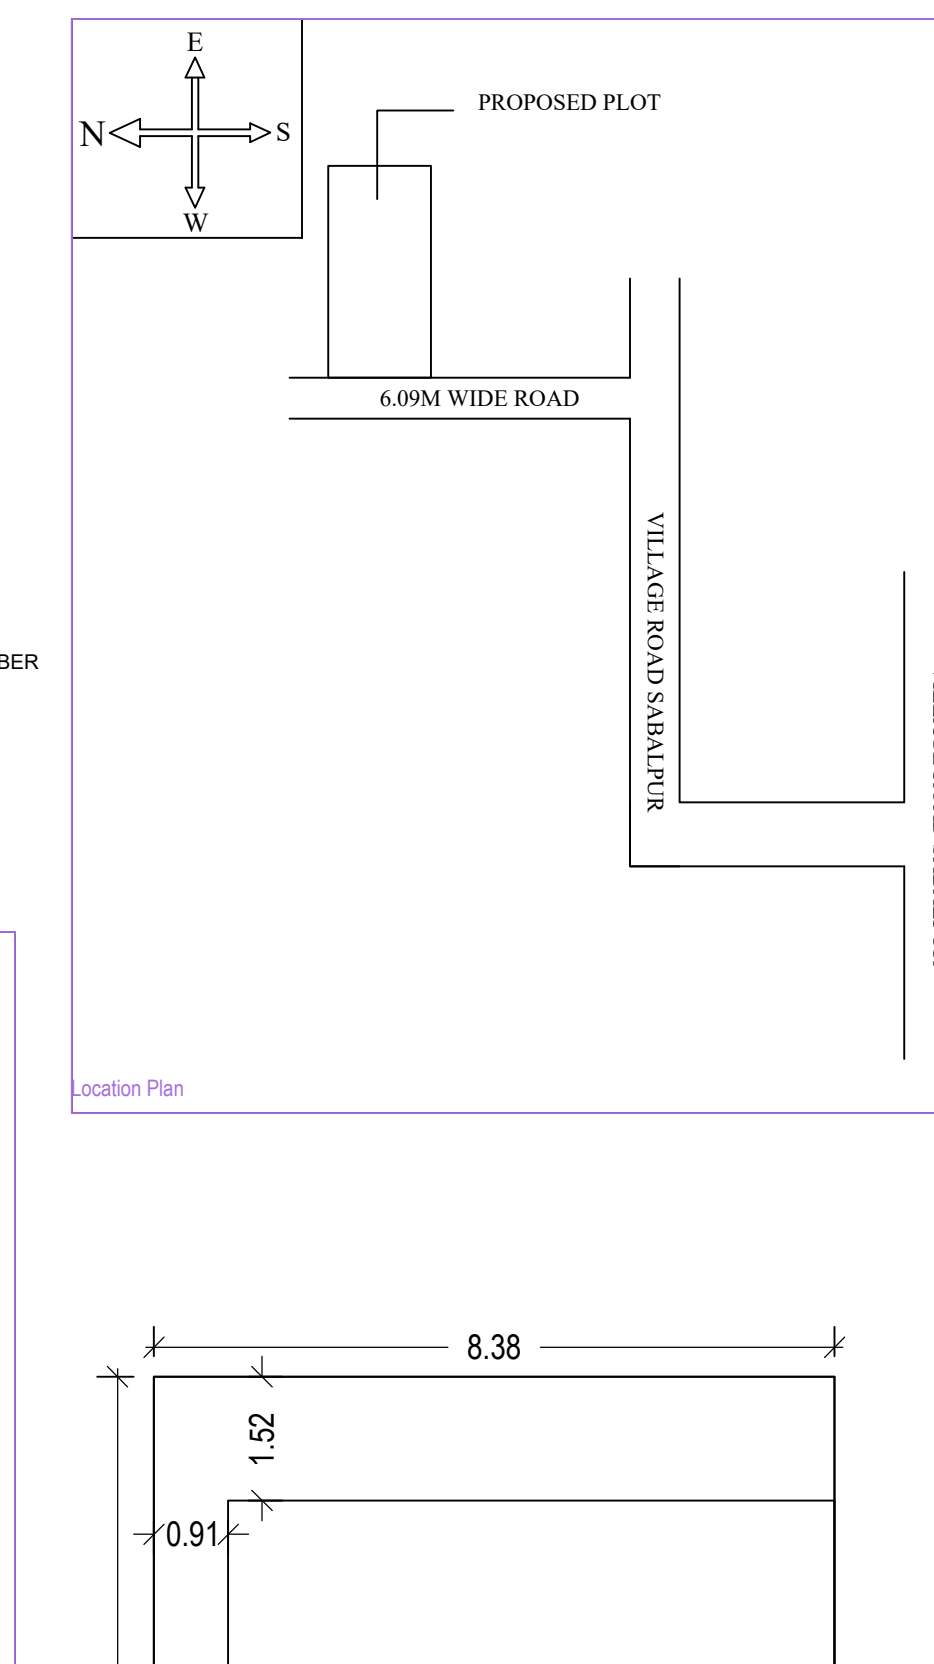 E
N
S
W
PROPOSED PLOT
6.09M WIDE ROAD
VILLAGE ROAD SABALPUR
BER
Location Plan
8.38
1.52
0.91